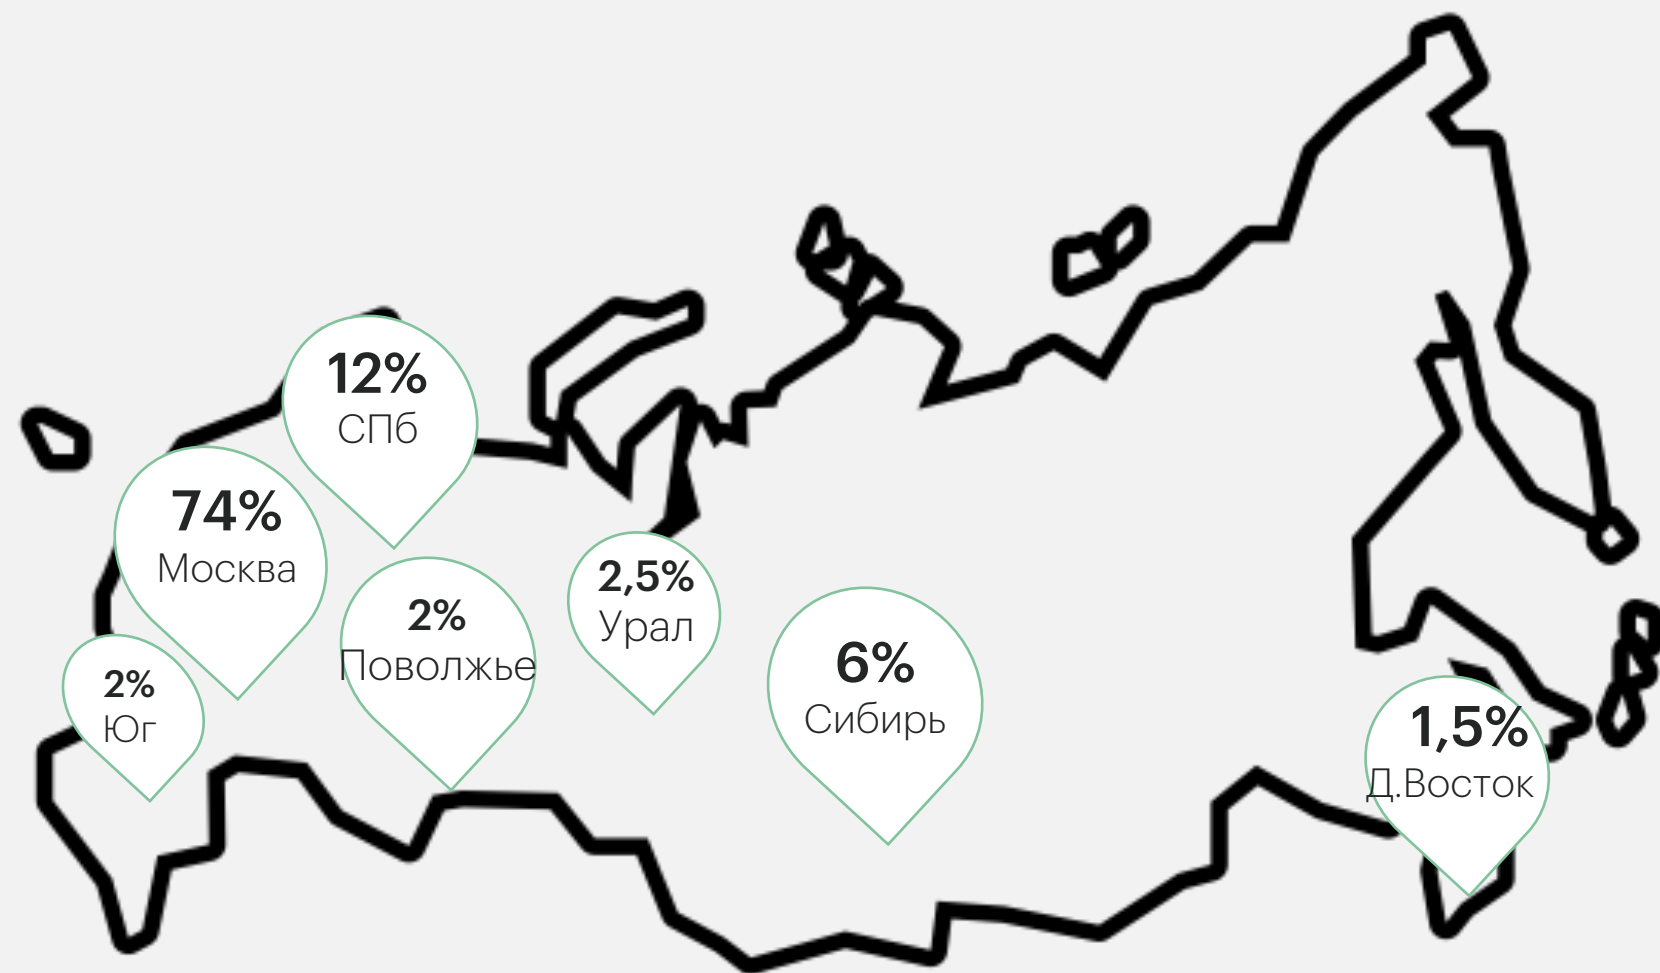 12%
СПб
74%
Москва
2%
Поволжье
2,5%
Урал
6%
Сибирь
2%
Юг
1,5%
Д.Восток